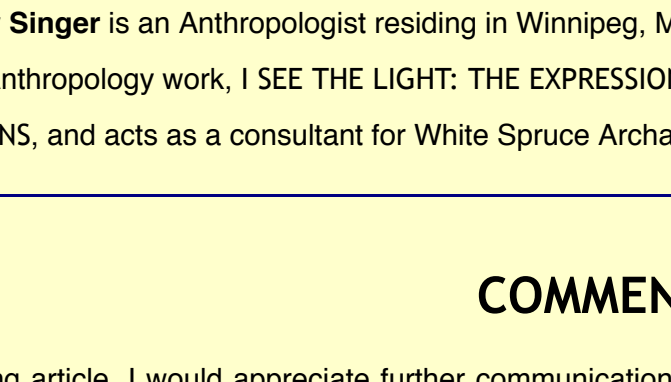 Singer is an Anthropologist residing in Winnipeg,
work, I SEE THE LIGHT: THE
and acts as a consultant for White Spruce
article. I would appreciate further communication